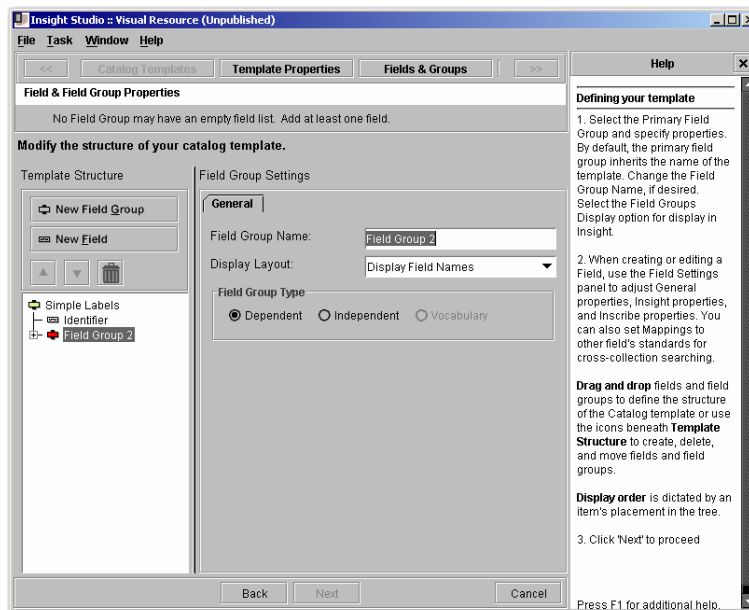 Insight Studio :: Visual Resource (Unpublished)
File Task Window Help
<< Catalog Templates Template Properties Fields & Groups >>
Field & Field Group Properties
No Field Group may have an empty field list. Add at least one field.
Modify the structure of your catalog template.
Template Structure
New Field Group
New Field
Simple Labels
Identifier
Field Group 2
Field Group Settings
General
Field Group Name: Field Group 2
Display Layout: Display Field Names
Field Group Type
Dependent Independent Vocabulary
Back Next Cancel
Help
Defining your template
1. Select the Primary Field
Group and specify properties.
By default, the primary field
group inherits the name of the
template. Change the Field
Group Name, if desired.
Select the Field Groups
Display option for display in
Insight.
2. When creating or editing a
Field, use the Field Settings
panel to adjust General
properties, Insight properties,
and Inscribe properties. You
can also set Mappings to
other field's standards for
cross-collection searching.
Drag and drop fields and field
groups to define the structure
of the Catalog template or use
the icons beneath Template
Structure to create, delete,
and move fields and field
groups.
Display order is dictated by an
item's placement in the tree.
3. Click 'Next' to proceed
Press F1 for additional help.